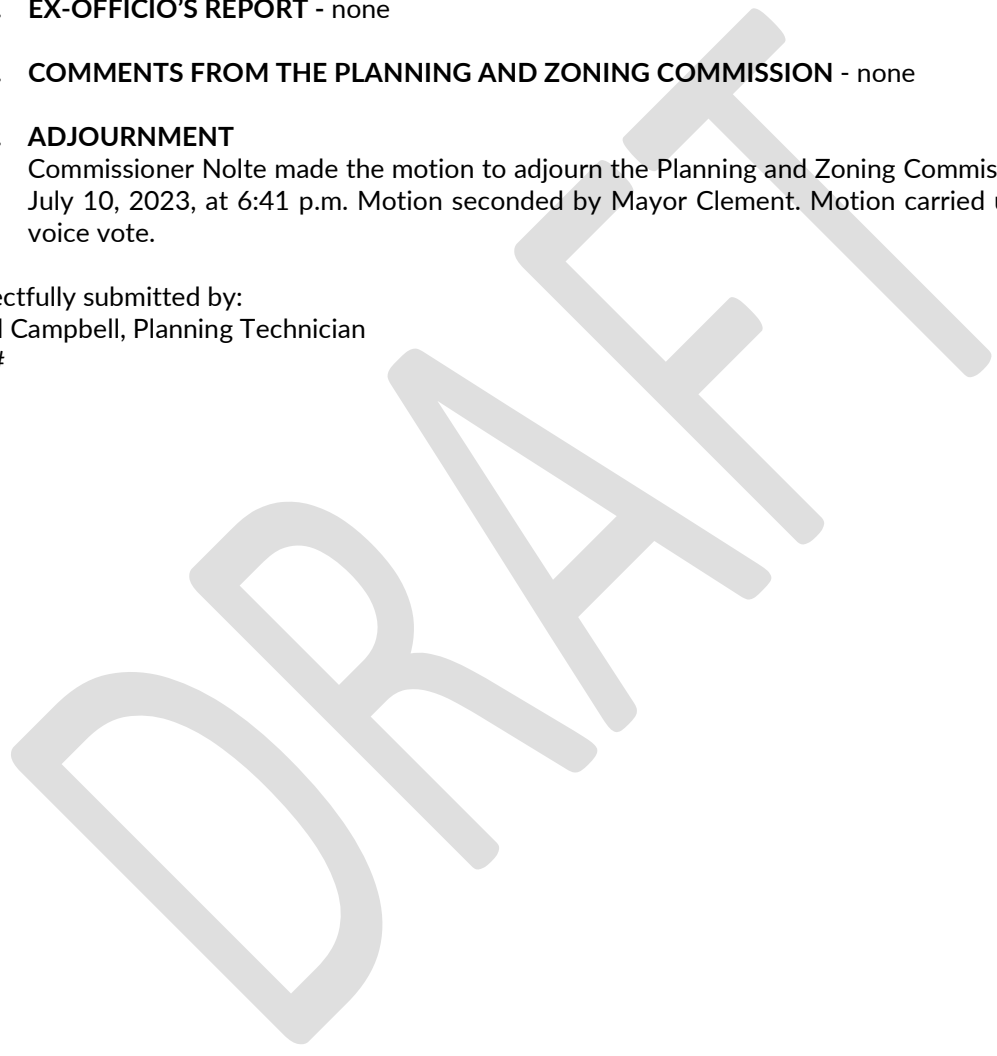 EX-OFFICIO’S REPORT - none
COMMENTS FROM THE PLANNING AND ZONING COMMISSION - none
ADJOURNMENT
Commissioner Nolte made the motion to adjourn the Planning and Zoning
July 10, 2023, at 6:41 p.m. Motion seconded by Mayor Clement. Motion carried
voice vote.
submitted by:
Campbell, Planning Technician
DRAFT